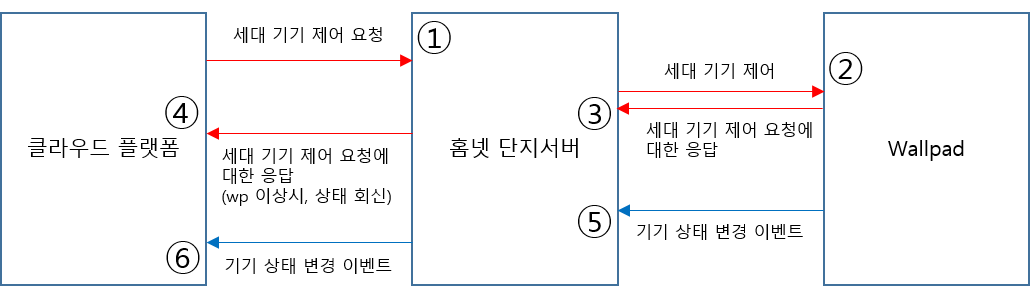 세대 기기 제어 요청
①
세대 기기 제어
②
④
③
클라우드 플랫폼
홈넷 단지서버
Wallpad
세대 기기 제어 요청에
대한 응답
(wp 이상시, 상태 회신)
세대 기기 제어 요청에
대한 응답
⑤
기기 상태 변경 이벤트
⑥
기기 상태 변경 이벤트